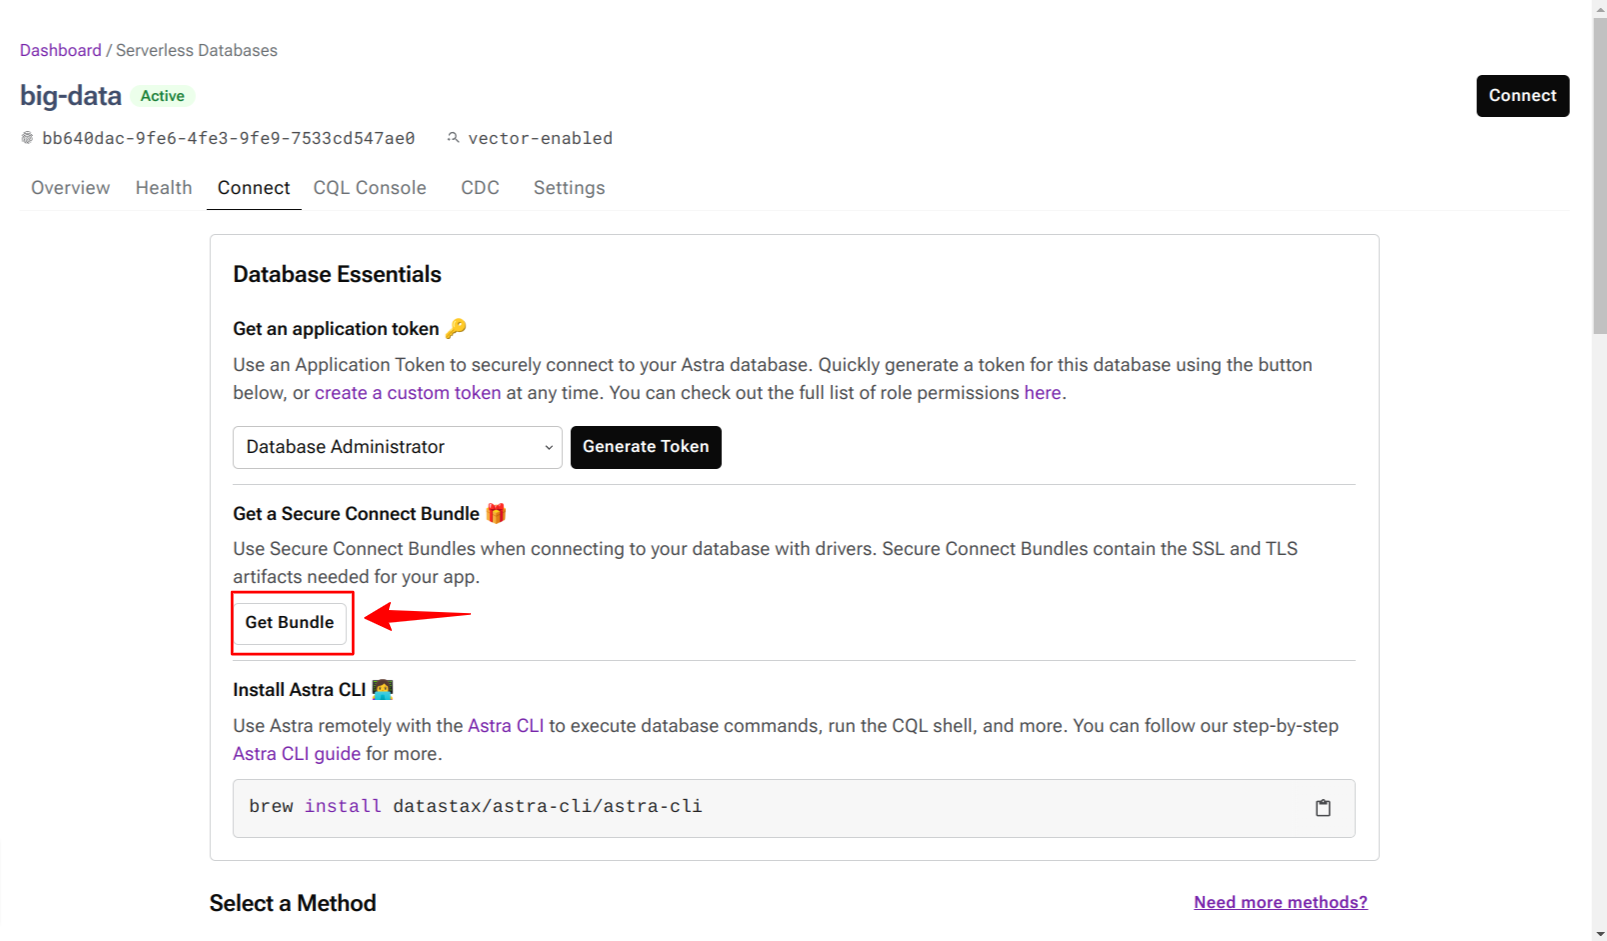 Dashboard / Serverless Databases
big-data Active
Connect
bb640dac-9fe6-4fe3-9fe9-7533cd547ae0 vector-enabled
Overview Health Connect CQL Console CDC Settings
Database Essentials
Get an application token 🔑
Use an Application Token to securely connect to your Astra database. Quickly generate a token for this database using the button
below, or create a custom token at any time. You can check out the full list of role permissions here.
Database Administrator Generate Token
Get a Secure Connect Bundle 🎁
Use Secure Connect Bundles when connecting to your database with drivers. Secure Connect Bundles contain the SSL and TLS
artifacts needed for your app.
Get Bundle
Install Astra CLI 👩‍💻
Use Astra remotely with the Astra CLI to execute database commands, run the CQL shell, and more. You can follow our step-by-step
Astra CLI guide for more.
brew install datastax/astra-cli/astra-cli
Select a Method Need more methods?